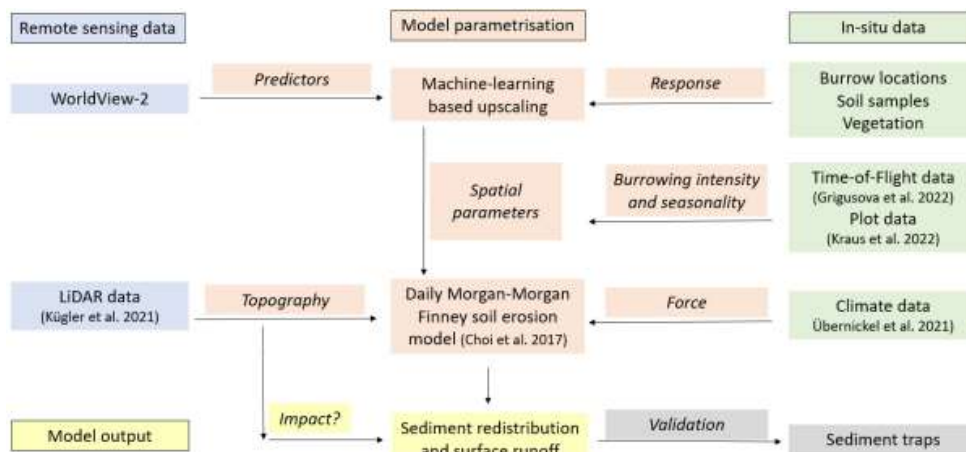 Remote sensing data
Model parametrisation
In-situ data
WorldView-2
Predictors
Machine-learning
based upscaling
Response
Burrow locations
Soil samples
Vegetation
Spatial
parameters
Burrowing intensity
and seasonality
Time-of-Flight data
(Grigusova et al. 2022)
Plot data
(Kraus et al. 2022)
LiDAR data
(Kügler et al. 2021)
Topography
Daily Morgan-Morgan
Finney soil erosion
model (Choi et al. 2017)
Force
Climate data
Übernickel et al. 2021)
Model output
Impact?
Sediment redistribution
and surface runoff
Validation
Sediment traps